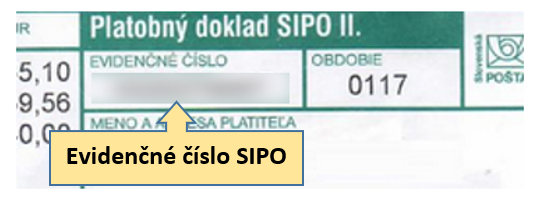 UR
Platobný doklad SIPO II.
EVIDENČNÉ ČÍSLO
OBDOBIE
5,10
0117
Slovenská
POŠTA
9,56
MENO A ADRESA PLATITEĽA
0,00
Evidenčné číslo SIPO